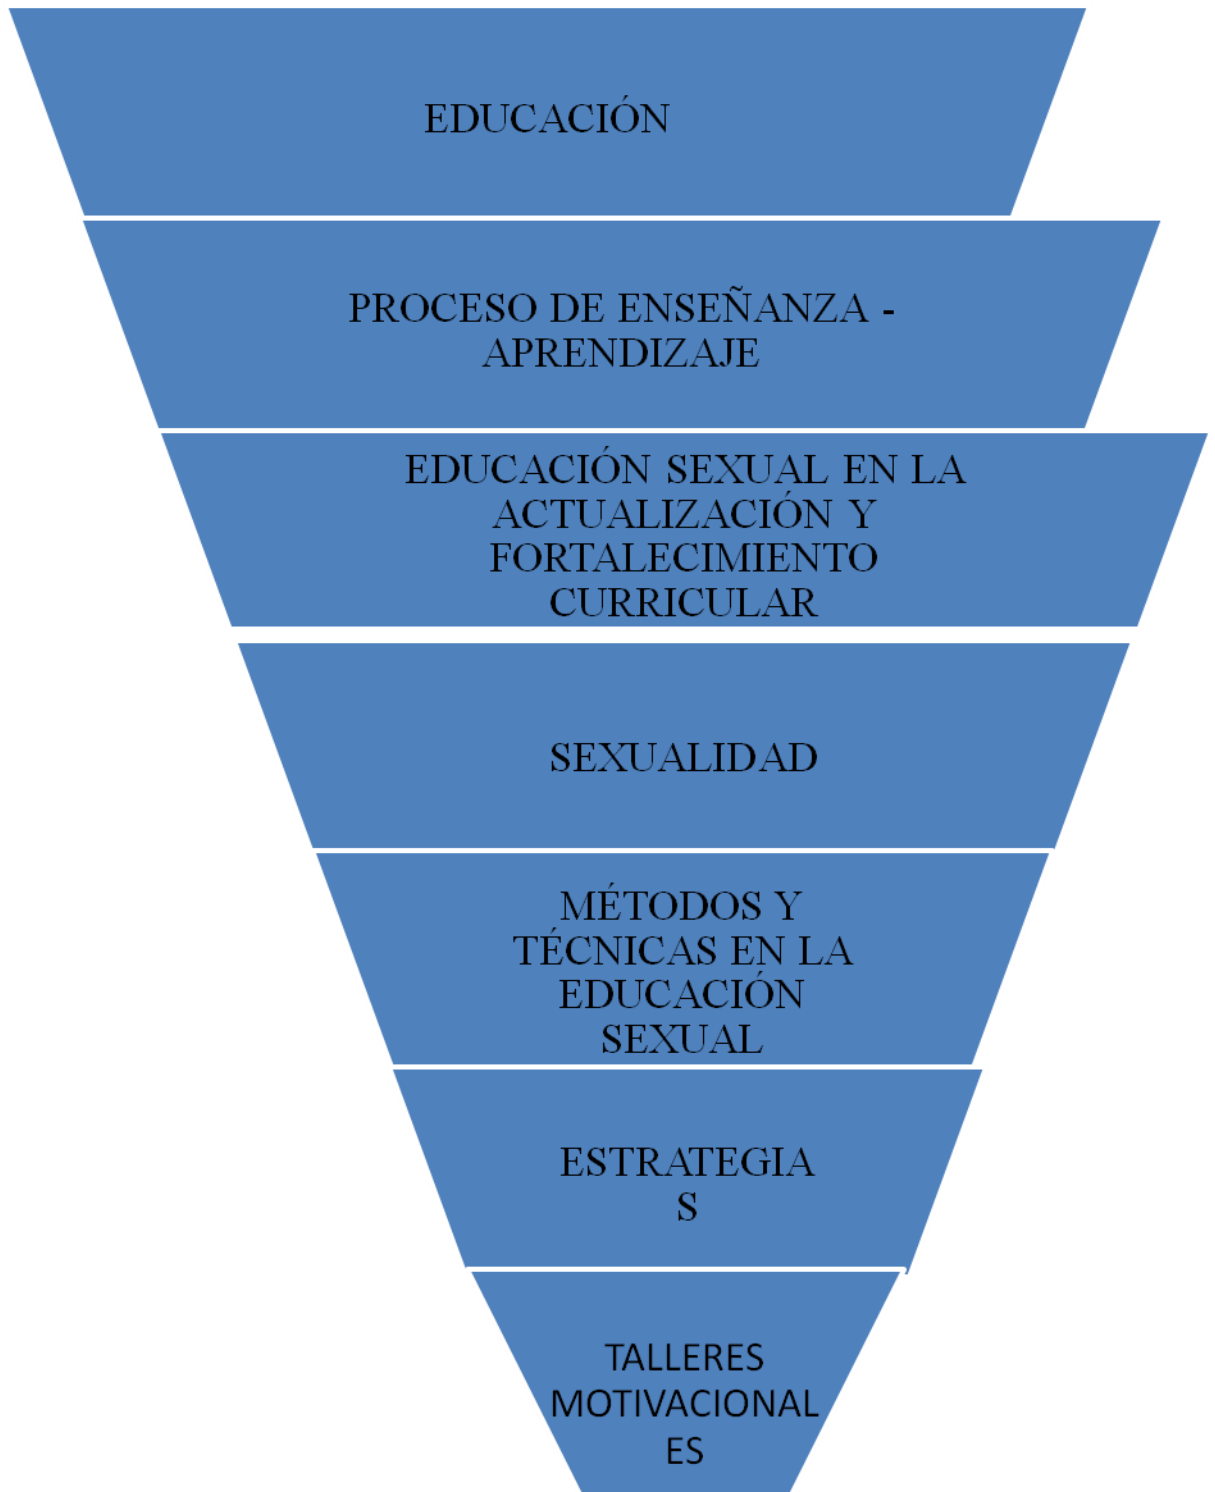 EDUCACIÓN
PROCESO DE ENSEÑANZA -
APRENDIZAJE
EDUCACIÓN SEXUAL EN LA
ACTUALIZACIÓN Y
FORTALECIMIENTO
CURRICULAR
SEXUALIDAD
MÉTODOS Y
TÉCNICAS EN LA
EDUCACIÓN
SEXUAL
ESTRATEGIA
S
TALLERES
MOTIVACIONAL
ES